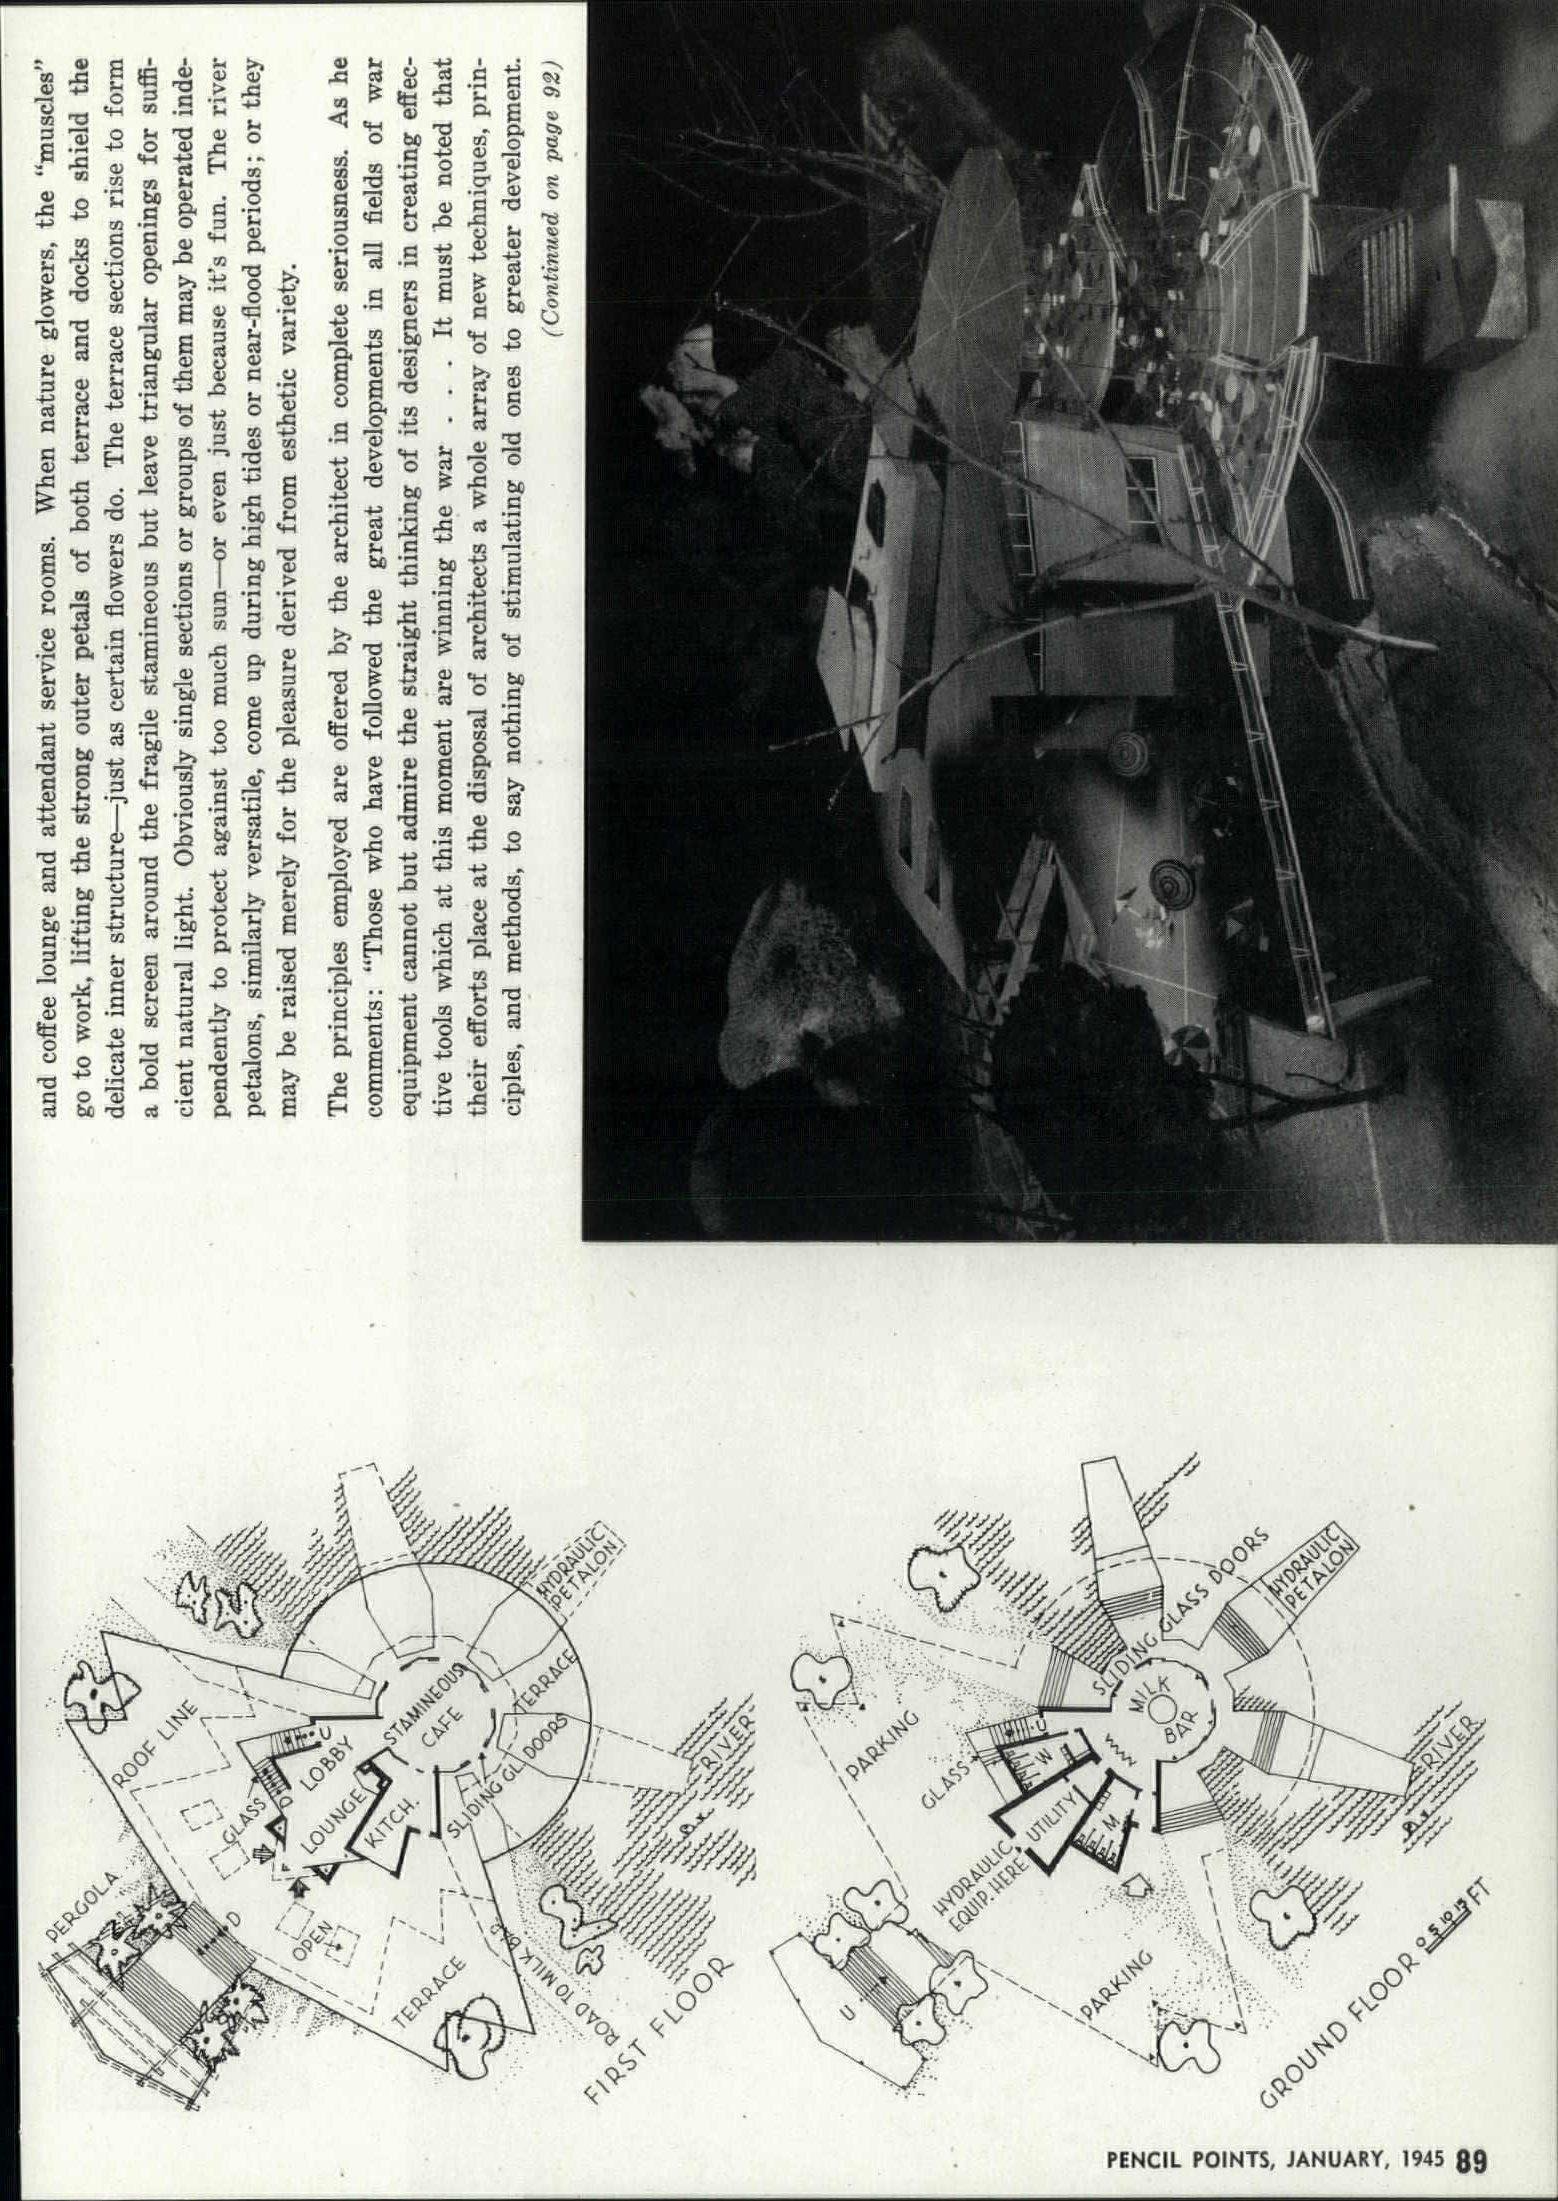 and coffee lounge and attendant service rooms. When nature glowers, the “muscles”
go to work, lifting the strong outer petals of both terrace and docks to shield the
delicate inner structure—just as certain flowers do. The terrace sections rise to form
a bold screen around the fragile stamineous but leave triangular openings for suffi-
cient natural light. Obviously single sections or groups of them may be operated inde-
pendently to protect against too much sun—or even just because it's fun. The river
petalons, similarly versatile, come up during high tides or near-flood periods; or they
may be raised merely for the pleasure derived from esthetic variety.
The principles employed are offered by the architect in complete seriousness. As he
comments: “Those who have followed the great developments in all fields of war
equipment cannot but admire the straight thinking of its designers in creating effec-
tive tools which at this moment are winning the war . . . It must be noted that
their efforts place at the disposal of architects a whole array of new techniques, prin-
ciples, and methods, to say nothing of stimulating old ones to greater development.
(Continued on page 92)
PERGOLA
ROOF LINE
D
OPEN
GLASS
D
U
LOBBY
LOUNGE
KITCH.
STAMINEOUS
CAFE
TERRACE
SLIDING GL. DOORS
HYDRAULIC
PETALON
RIVER
TERRACE
ROAD TO MILK BAR
FIRST FLOOR
PARKING
GLASS
U
W
UTILITY
M
HYDRAULIC
EQUIP. HERE
MILK
BAR
SLIDING GLASS DOORS
HYDRAULIC
PETALON
RIVER
U
PARKING
GROUND FLOOR
0 5 10 15 FT
PENCIL POINTS, JANUARY, 1945 89